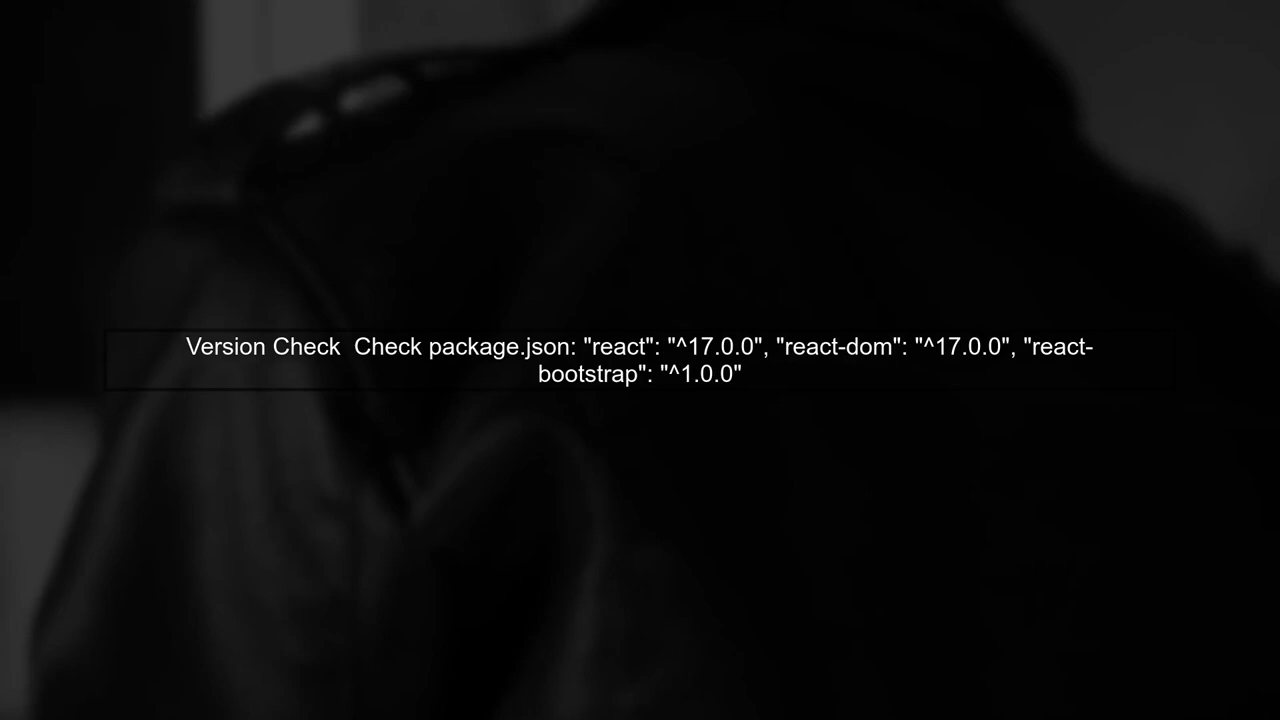 Version Check  Check package.json: "react": "^17.0.0", "react-dom": "^17.0.0", "react-
bootstrap": "^1.0.0"